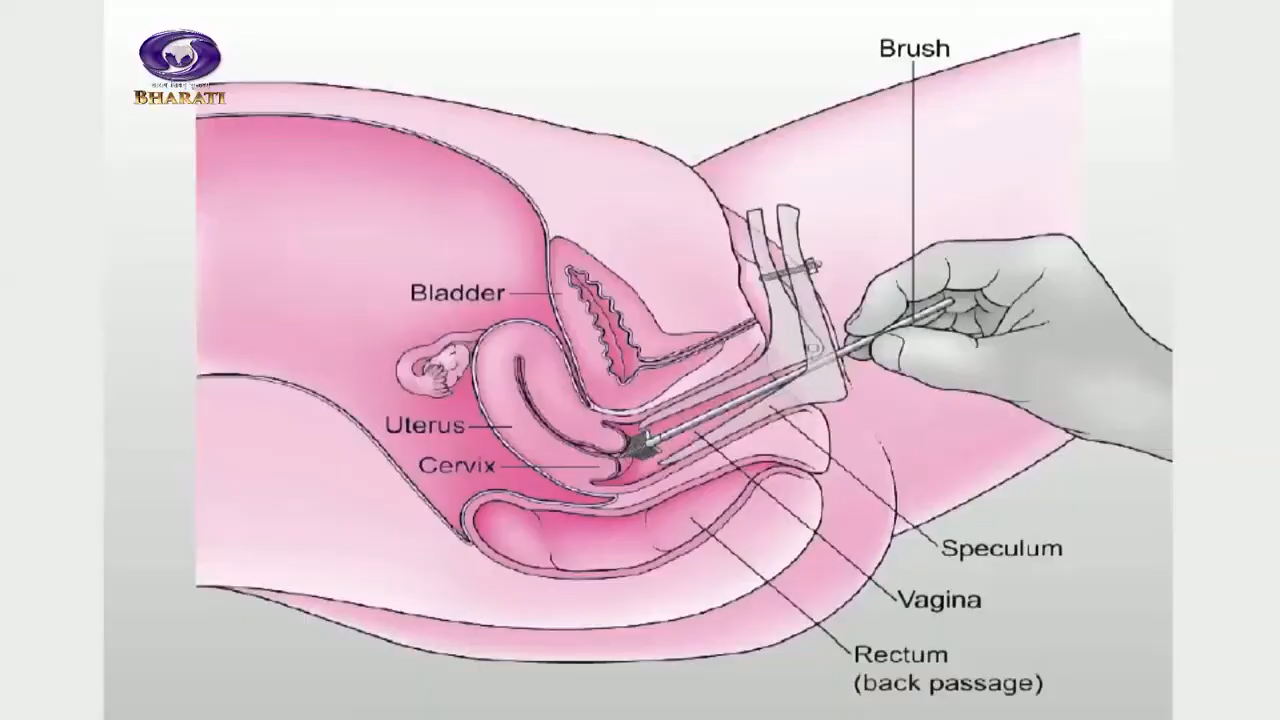 Brush
BHARATI
Bladder
Uterus
Cervix
Speculum
Vagina
Rectum
(back passage)